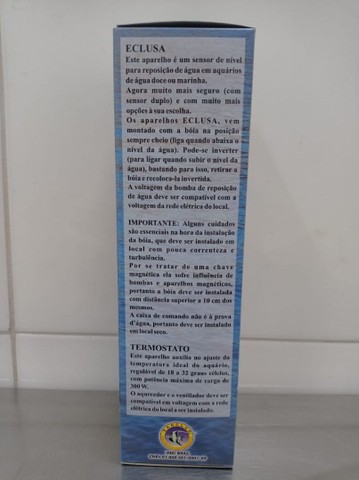 ECLUSA
Este aparelho é um sensor de nível
para reposição de água em aquários
de água doce ou marinha.
Agora muito mais seguro (com
sensor duplo) e com muito mais
opções à sua escolha.
Os aparelhos ECLUSA, vem
montado com a bóia na posição
sempre cheio (liga quando abaixa o
nível da água). Pode-se inverter
(para ligar quando subir o nível da
água), bastando para isso, retirar a
bóia e recoloca-la invertida.
A voltagem da bomba de reposição
de água deve ser compatível com a
voltagem da rede elétrica do local.
IMPORTANTE: Alguns cuidados
são essenciais na hora da instalação
da bóia, que deve ser instalado em
local com pouca correnteza e
turbulência.
Por se tratar de uma chave
magnética ela sofre influência de
bombas e aparelhos magnéticos,
portanto a bóia deve ser instalada
com distância superior a 10 cm dos
mesmos.
A caixa de comando não é à prova
d'água, portanto deve ser instalado
em local seco.
TERMOSTATO
Este aparelho auxilia no ajuste da
temperatura ideal do aquário,
regulável de 18 a 32 graus célcius,
com potência máxima de carga de
300W.
O aquecedor e o ventilador deve ser
compatível em voltagem com a rede
elétrica do local a ser instalado.